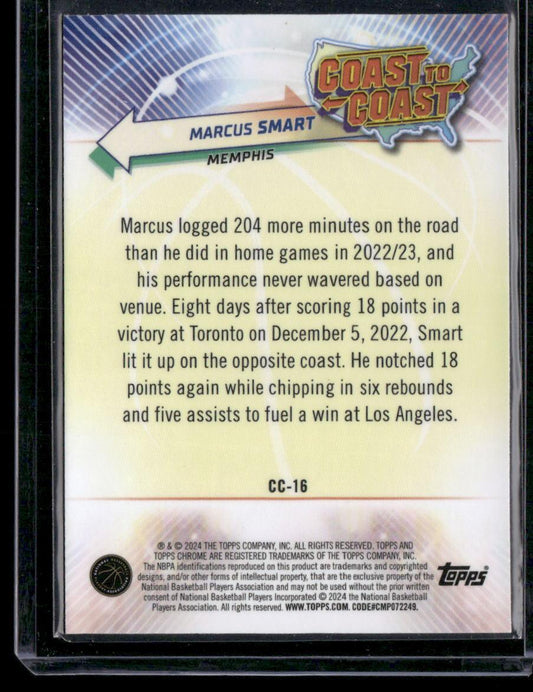 COAST TO
COAST
MARCUS SMART
MEMPHIS
Marcus logged 204 more minutes on the road
than he did in home games in 2022/23, and
his performance never wavered based on
venue. Eight days after scoring 18 points in a
victory at Toronto on December 5, 2022, Smart
lit it up on the opposite coast. He notched 18
points again while chipping in six rebounds
and five assists to fuel a win at Los Angeles.
CC-16
® & © 2024 THE TOPPS COMPANY, INC. ALL RIGHTS RESERVED. TOPPS AND
TOPPS CHROME ARE REGISTERED TRADEMARKS OF THE TOPPS COMPANY, INC.
The NBPA identifications reproduced on this product are trademarks and copyrighted
designs, and/or other forms of intellectual property, that are the exclusive property of the
National Basketball Players Association and may not be used without the prior written
consent of National Basketball Players Incorporated © 2024 the National Basketball
Players Association. All rights reserved. WWW.TOPPS.COM. CODE#CMP072249.
topps